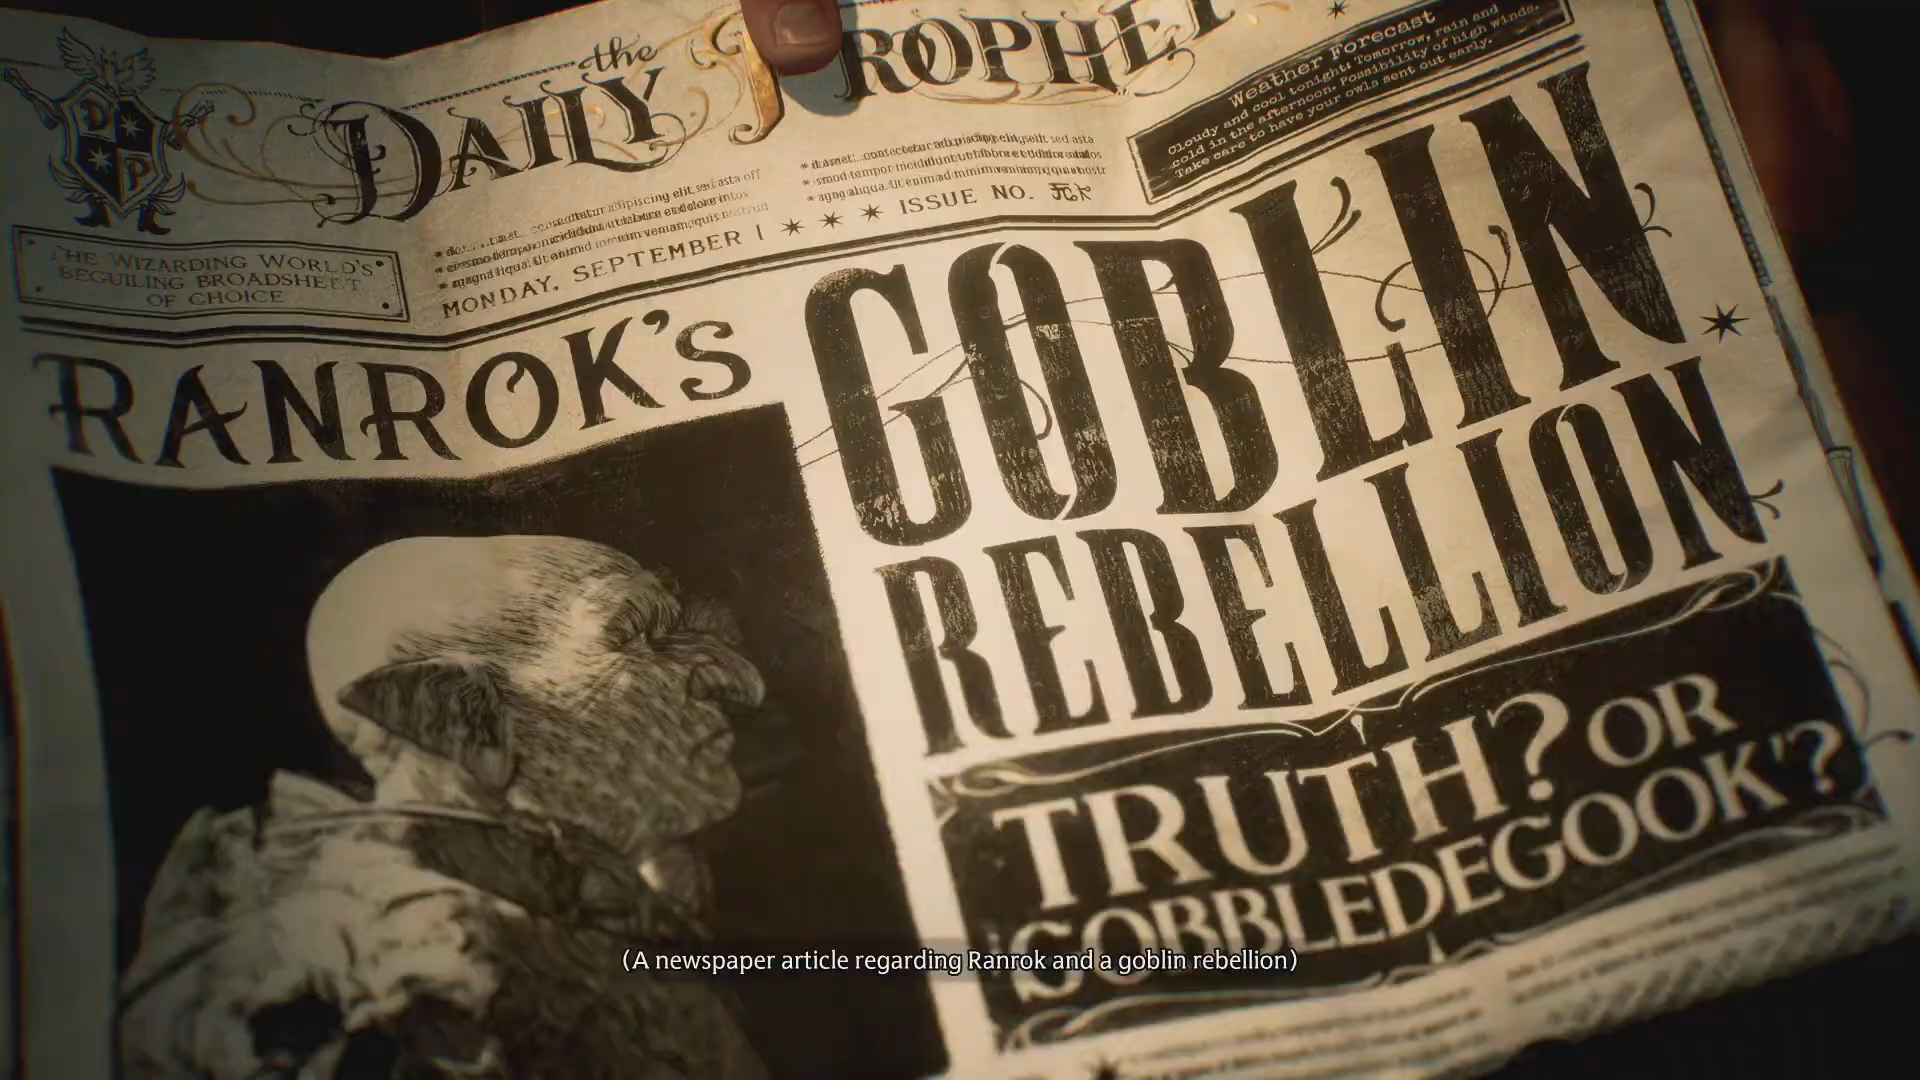 the
DAILY PROPHET
D
P
THE WIZARDING WORLD'S
BEGUILING BROADSHEET
OF CHOICE
MONDAY, SEPTEMBER 1
ISSUE NO.
Weather Forecast
Cloudy and cool tonight; Tomorrow, rain and
cold in the afternoon. Possibility of high winds.
Take care to have your owls sent out early.
RANROK'S
GOBLIN
REBELLION
TRUTH? OR
'GOBBLEDEGOOK'?
(A newspaper article regarding Ranrok and a goblin rebellion)